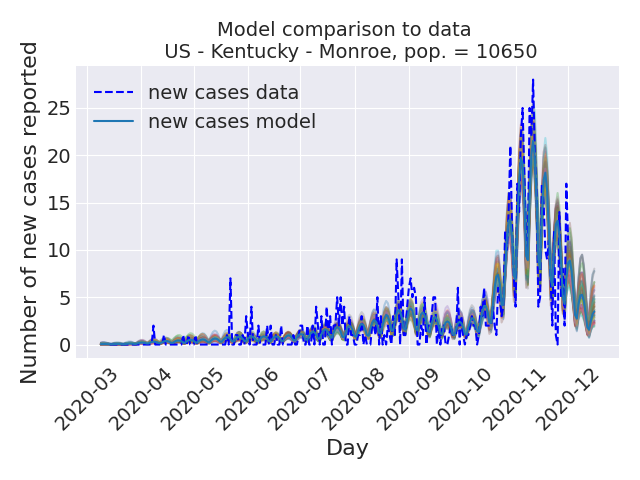 Model comparison to data
US - Kentucky - Monroe, pop. = 10650
Number of new cases reported
25
20
15
10
5
0
new cases data
new cases model
2020-03
2020-04
2020-05
2020-06
2020-07
2020-08
2020-09
2020-10
2020-11
2020-12
Day